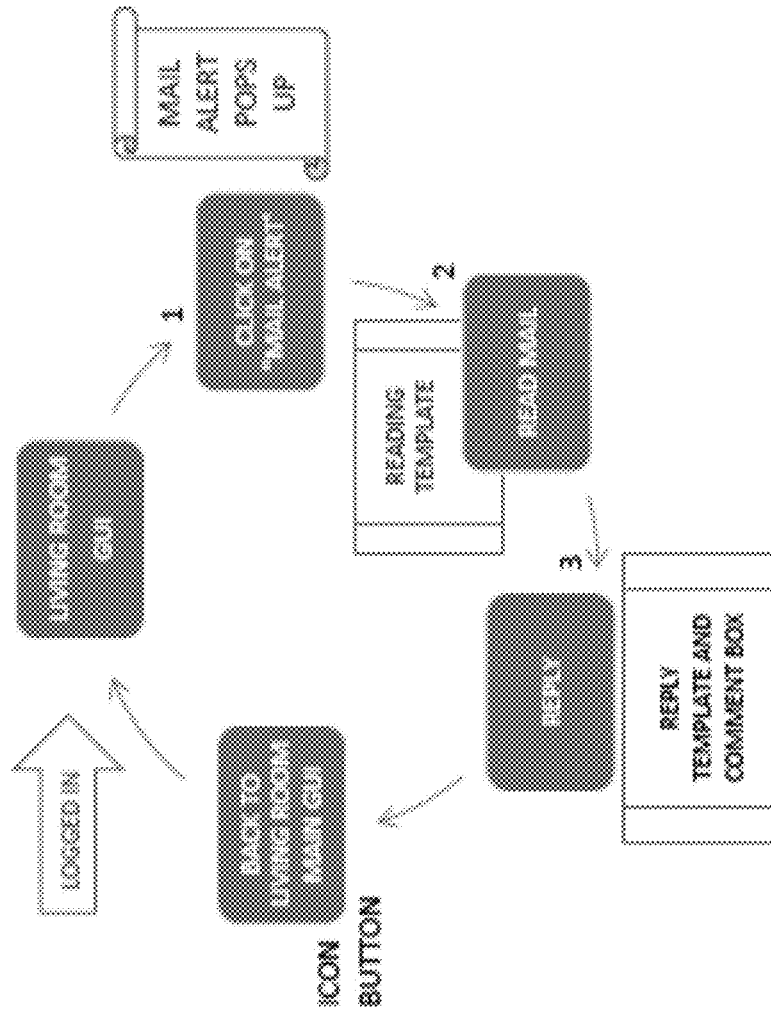 LOGGED IN
LIVING ROOM
GUI
1
CLICK ON
"MAIL ALERT"
MAIL
ALERT
POPS
UP
2
READ MAIL
READING
TEMPLATE
3
REPLY
REPLY
TEMPLATE AND
COMMENT BOX
BACK TO
LIVING ROOM
MAIN GUI
ICON
BUTTON